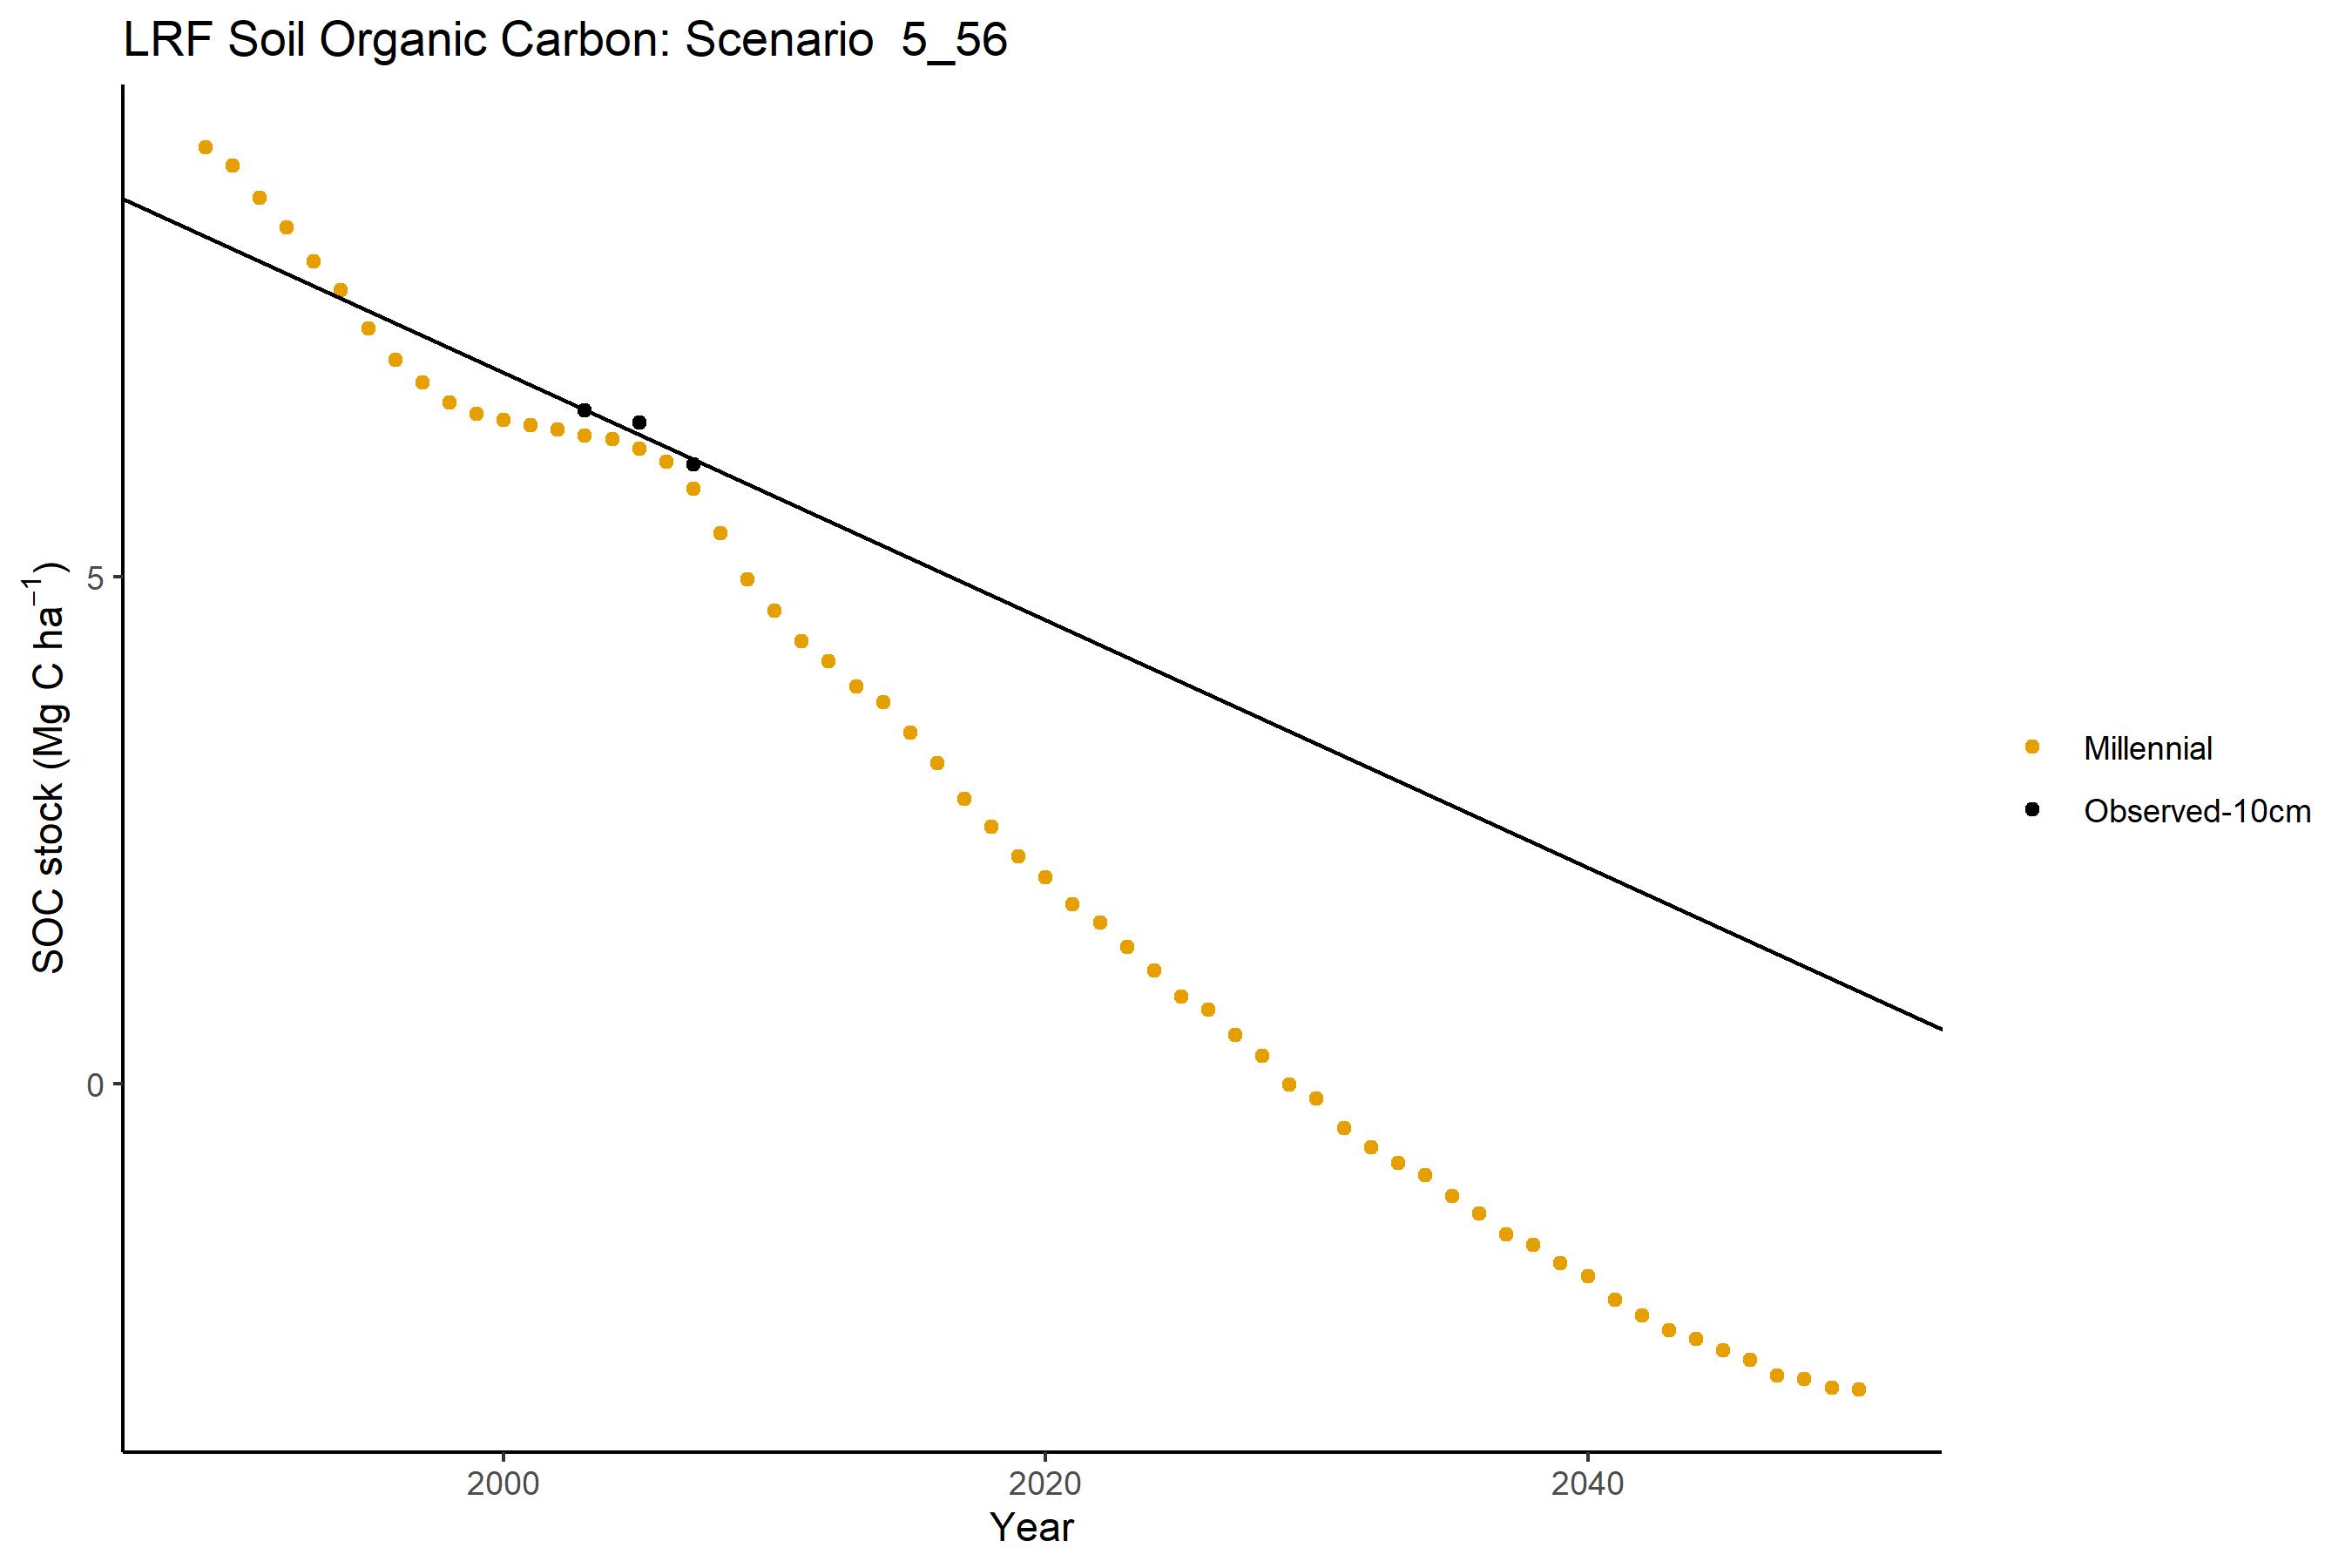 LRF Soil Organic Carbon: Scenario  5_56
SOC stock (Mg C ha⁻¹)
5
0
2000
2020
2040
Year
Millennial
Observed-10cm